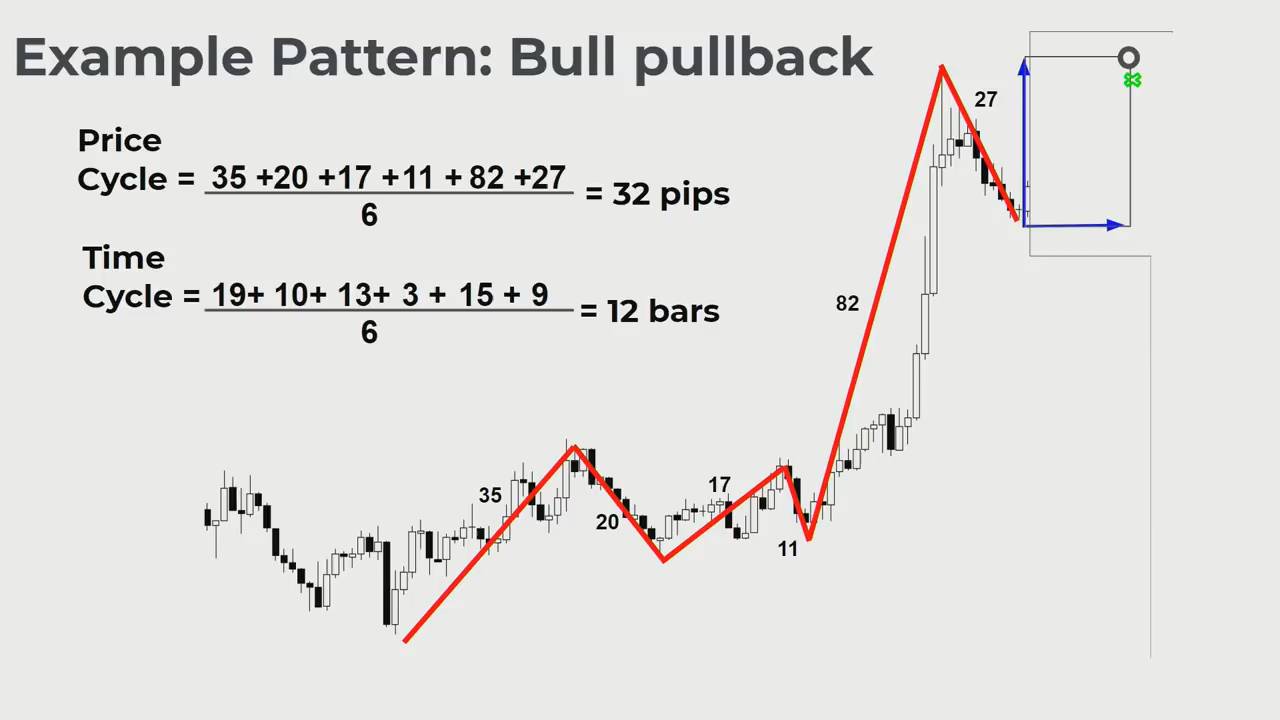 Example Pattern: Bull pullback
Price
Cycle = 35 +20 +17 +11 + 82 +27
6
= 32 pips
Time
Cycle = 19+ 10+ 13+ 3 + 15 + 9
6
= 12 bars
27
82
35
17
20
11